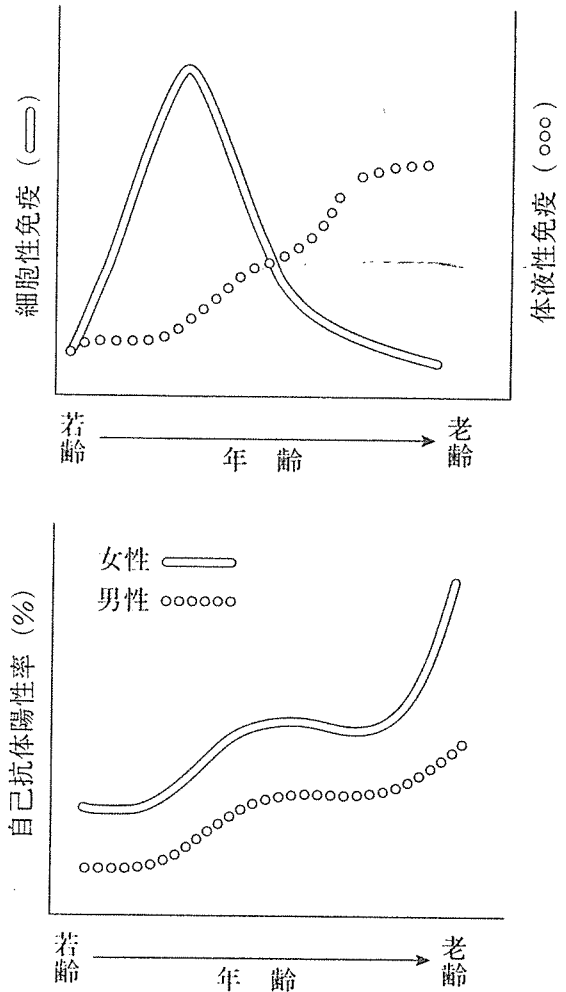 細胞性免疫 ( )
体液性免疫 (ooo)
若齢
年 齢
老齢
女性
男性 oooooo
自己抗体陽性率 (%)
若齢
年 齢
老齢